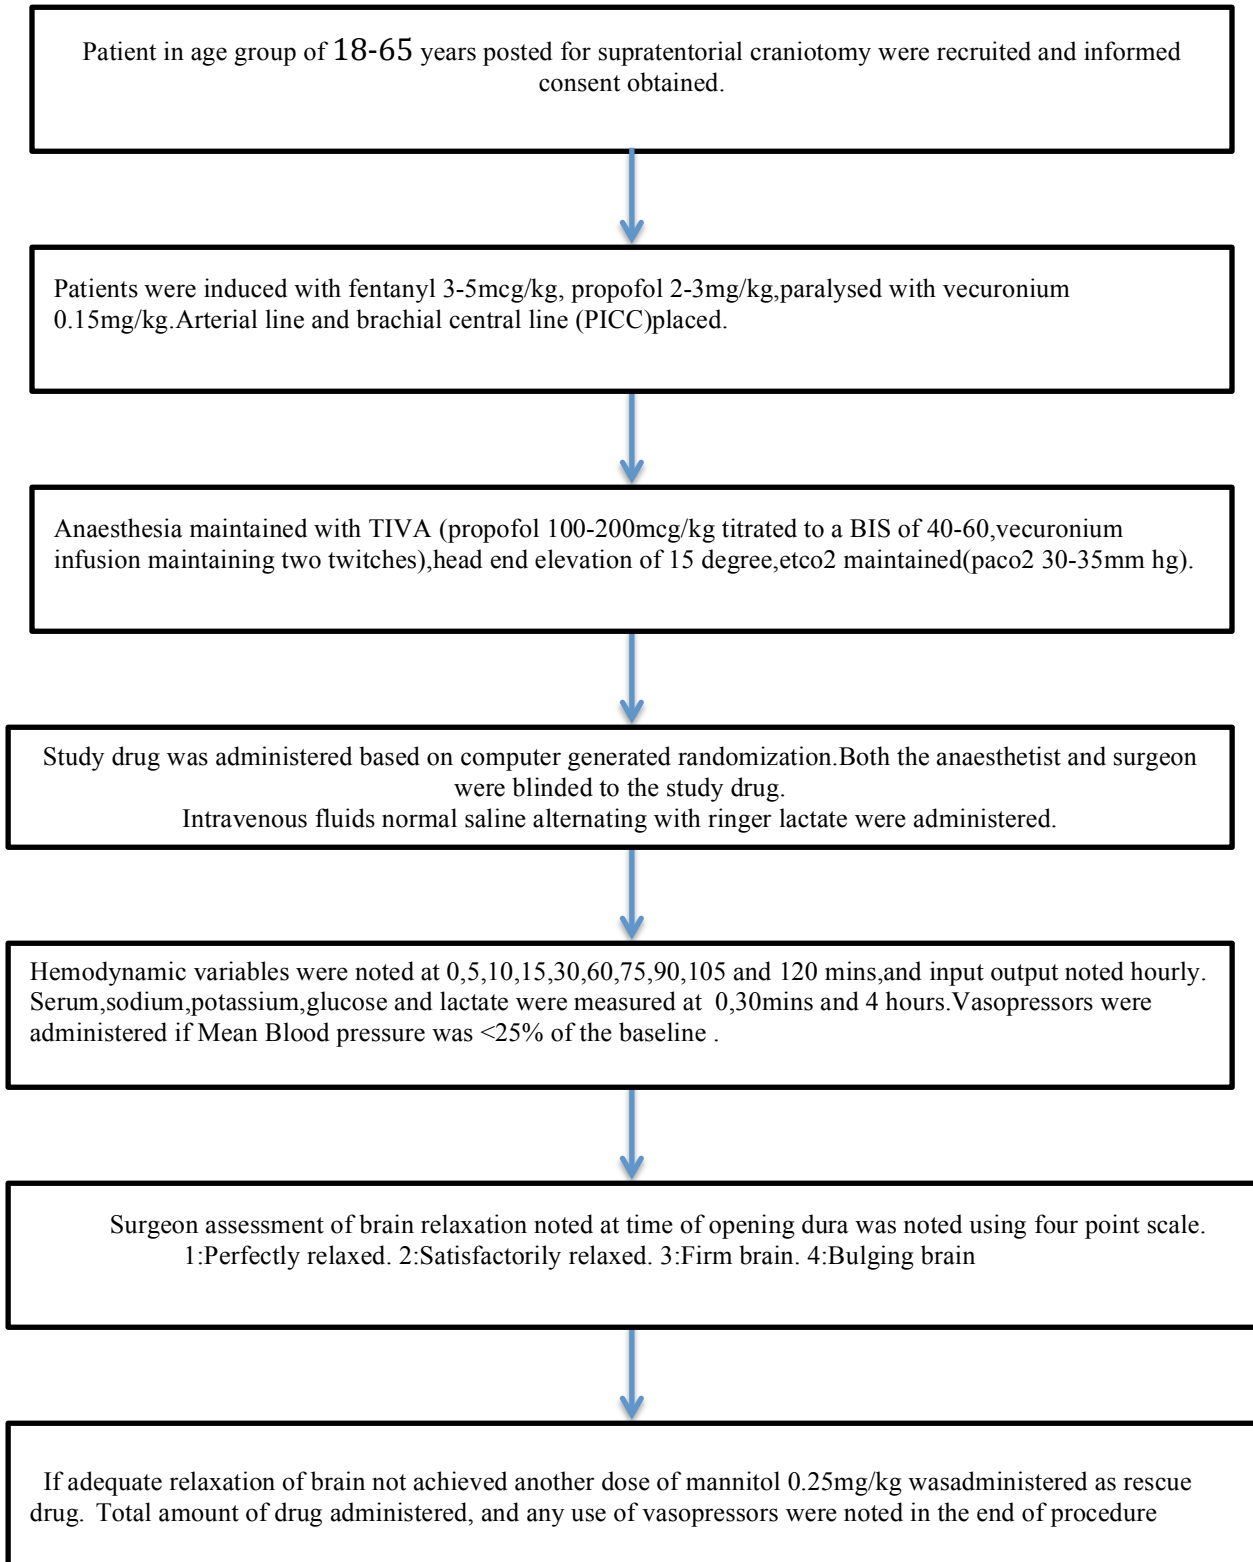 Patient in age group of 18-65 years posted for supratentorial craniotomy were recruited and informed
consent obtained.
Patients were induced with fentanyl 3-5mcg/kg, propofol 2-3mg/kg,paralysed with vecuronium
0.15mg/kg.Arterial line and brachial central line (PICC)placed.
Anaesthesia maintained with TIVA (propofol 100-200mcg/kg titrated to a BIS of 40-60,vecuronium
infusion maintaining two twitches),head end elevation of 15 degree,etco2 maintained(paco2 30-35mm hg).
Study drug was administered based on computer generated randomization.Both the anaesthetist and surgeon
were blinded to the study drug.
Intravenous fluids normal saline alternating with ringer lactate were administered.
Hemodynamic variables were noted at 0,5,10,15,30,60,75,90,105 and 120 mins,and input output noted hourly.
Serum,sodium,potassium,glucose and lactate were measured at 0,30mins and 4 hours.Vasopressors were
administered if Mean Blood pressure was <25% of the baseline .
Surgeon assessment of brain relaxation noted at time of opening dura was noted using four point scale.
1:Perfectly relaxed. 2:Satisfactorily relaxed. 3:Firm brain. 4:Bulging brain
If adequate relaxation of brain not achieved another dose of mannitol 0.25mg/kg wasadministered as rescue
drug. Total amount of drug administered, and any use of vasopressors were noted in the end of procedure